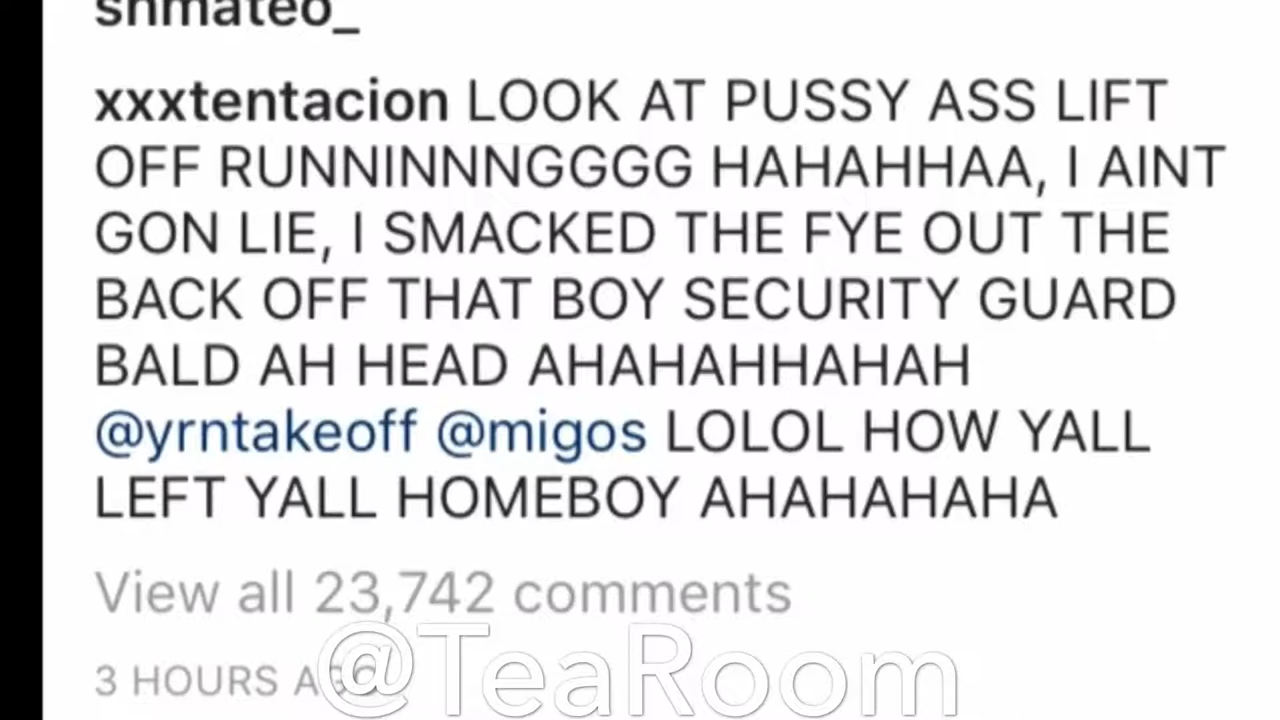 shmateo_
xxxtentacion LOOK AT PUSSY ASS LIFT
OFF RUNNINNNGGGG HAHAHHAA, I AINT
GON LIE, I SMACKED THE FYE OUT THE
BACK OFF THAT BOY SECURITY GUARD
BALD AH HEAD AHAHAHHAHAH
@yrntakeoff @migos LOLOL HOW YALL
LEFT YALL HOMEBOY AHAHAHAHA
View all 23,742 comments
3 HOURS AGO
@TeaRoom